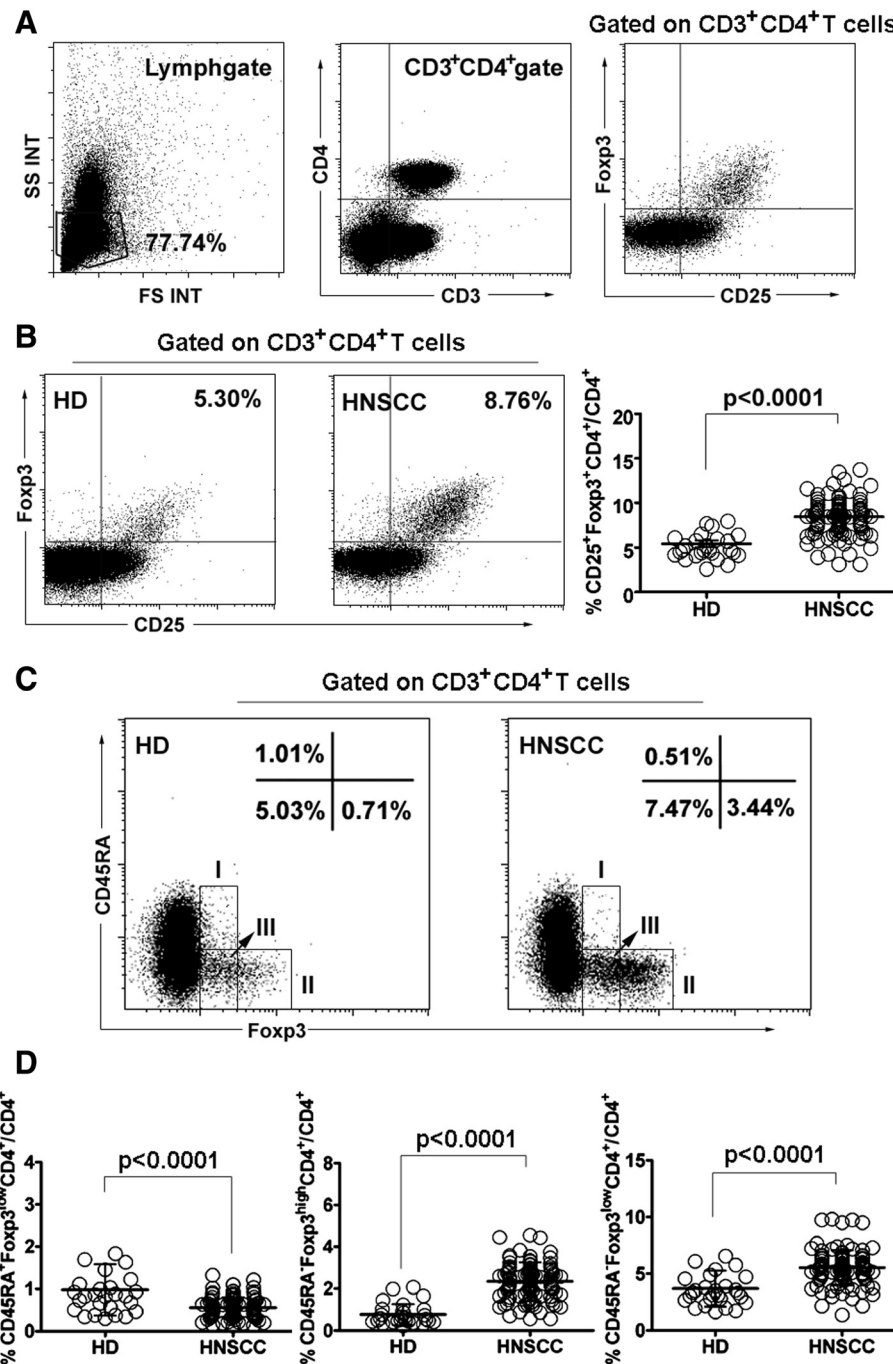 A
Gated on CD3⁺CD4⁺T cells
Lymphgate
SS INT
77.74%
FS INT
CD3⁺CD4⁺gate
CD4
CD3
Foxp3
CD25
B
Gated on CD3⁺CD4⁺T cells
HD
5.30%
HNSCC
8.76%
Foxp3
CD25
% CD25⁺Foxp3⁺CD4⁺/CD4⁺
20
15
10
5
0
p<0.0001
HD
HNSCC
C
Gated on CD3⁺CD4⁺T cells
HD
1.01%
5.03%
0.71%
I
III
II
HNSCC
0.51%
7.47%
3.44%
I
III
II
CD45RA
Foxp3
D
% CD45RA⁺Foxp3ˡᵒʷCD4⁺/CD4⁺
4
3
2
1
0
p<0.0001
HD
HNSCC
% CD45RA⁻Foxp3ʰⁱᵍʰCD4⁺/CD4⁺
8
6
4
2
0
p<0.0001
HD
HNSCC
% CD45RA⁻Foxp3ˡᵒʷCD4⁺/CD4⁺
15
10
5
0
p<0.0001
HD
HNSCC